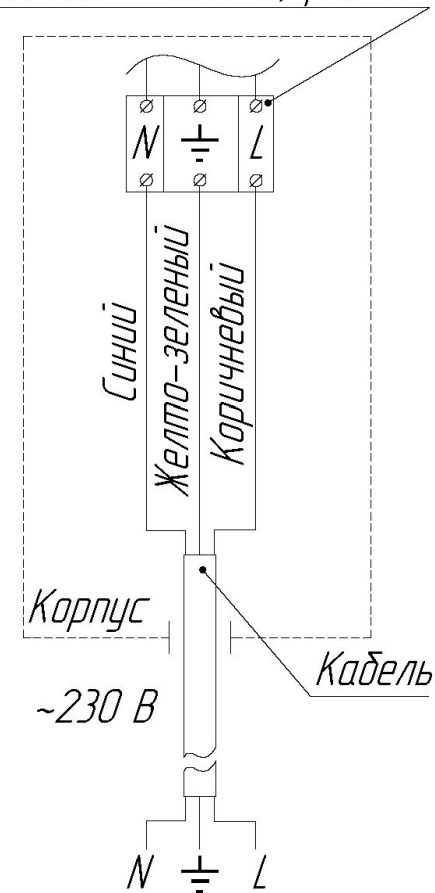 N
L
Синий
Желто-зеленый
Коричневый
Корпус
Кабель
~230 В
N
L